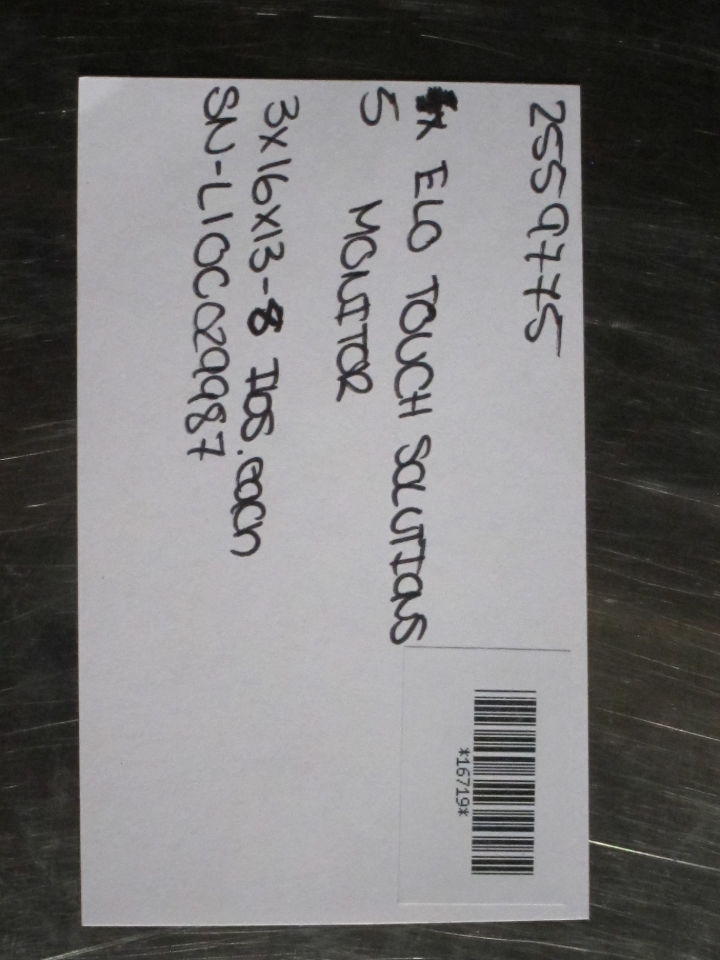 2559775
x ELO TOUCH SOLUTIONS
5 MONITOR
3x16x13-8 lbs. each
SN-L10C029987
*16719*